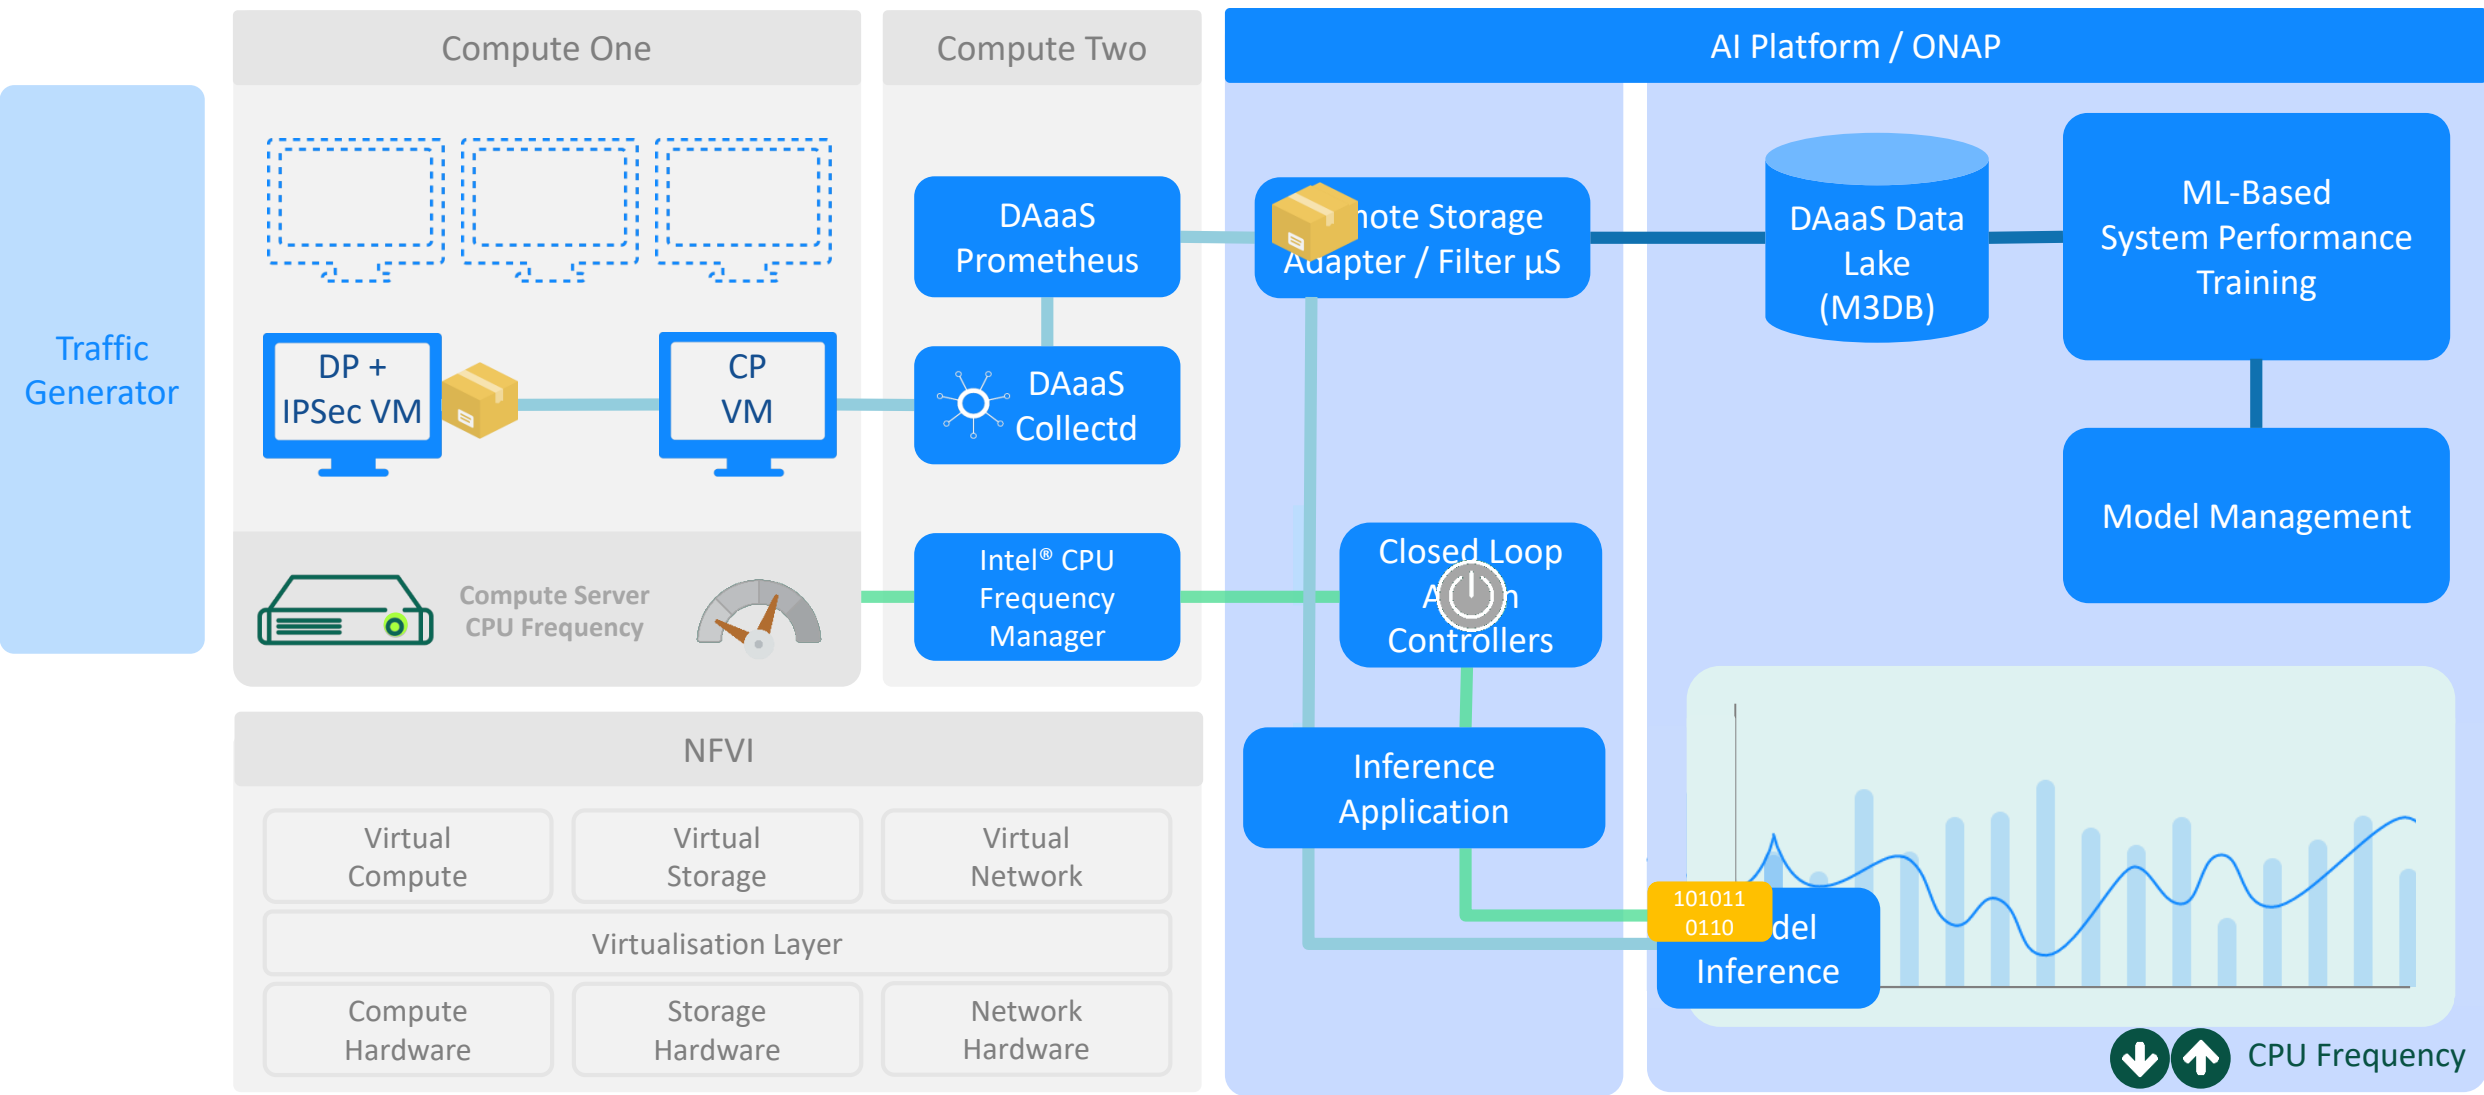 Compute One
Compute Two
AI Platform / ONAP
Traffic
Generator
DP +
IPSec VM
CP
VM
Compute Server
CPU Frequency
DAaaS
Prometheus
DAaaS
Collectd
Intel® CPU
Frequency
Manager
Storage
Adapter / Filter µS
Closed Loop
Controllers
Inference
Application
DAaaS Data
Lake
(M3DB)
ML-Based
System Performance
Training
Model Management
101011
0110
Inference
CPU Frequency
NFVI
Virtual
Compute
Virtual
Storage
Virtual
Network
Virtualisation Layer
Compute
Hardware
Storage
Hardware
Network
Hardware